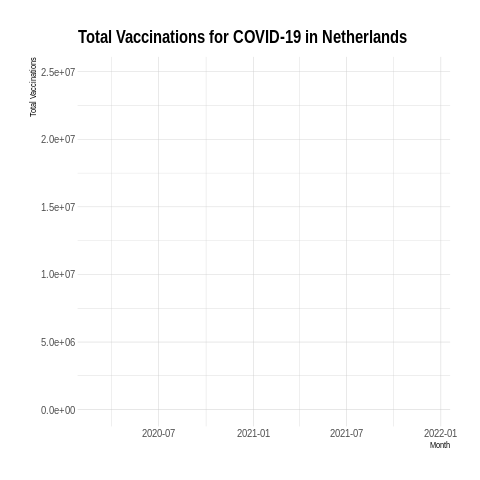 Total Vaccinations for COVID-19 in Netherlands
Total Vaccinations
2.5e+07
2.0e+07
1.5e+07
1.0e+07
5.0e+06
0.0e+00
2020-07 2021-01 2021-07 2022-01
Month